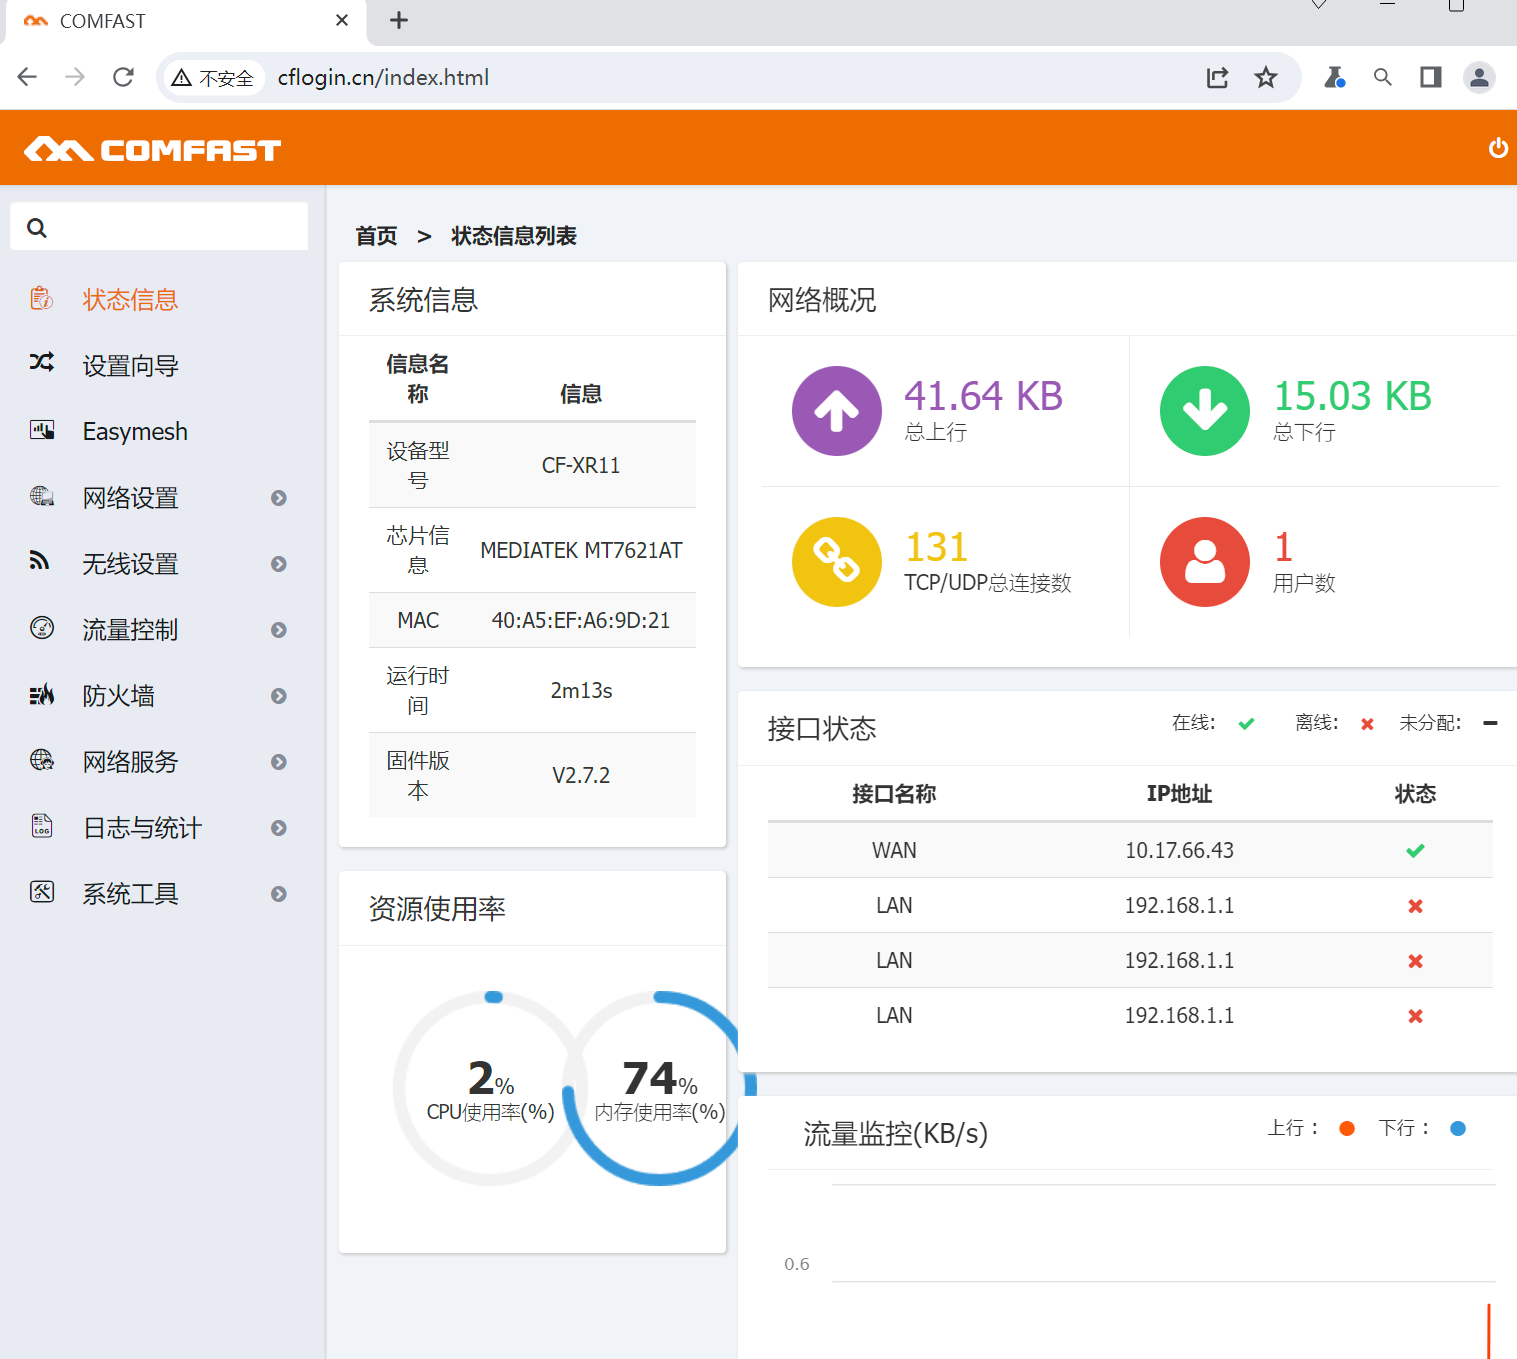 COMFAST
不安全
cflogin.cn/index.html
COMFAST
状态信息
设置向导
Easymesh
网络设置
无线设置
流量控制
防火墙
网络服务
LOG
日志与统计
系统工具
首页 > 状态信息列表
系统信息
信息名
称
信息
设备型
号
CF-XR11
芯片信
息
MEDIATEK MT7621AT
MAC
40:A5:EF:A6:9D:21
运行时
间
2m13s
固件版
本
V2.7.2
资源使用率
2%
CPU使用率(%)
74%
内存使用率(%)
网络概况
41.64 KB
总上行
15.03 KB
总下行
131
TCP/UDP总连接数
1
用户数
接口状态
在线:
离线:
未分配:
接口名称 IP地址 状态
WAN 10.17.66.43
LAN 192.168.1.1
LAN 192.168.1.1
LAN 192.168.1.1
流量监控(KB/s)
上行：
下行：
0.6